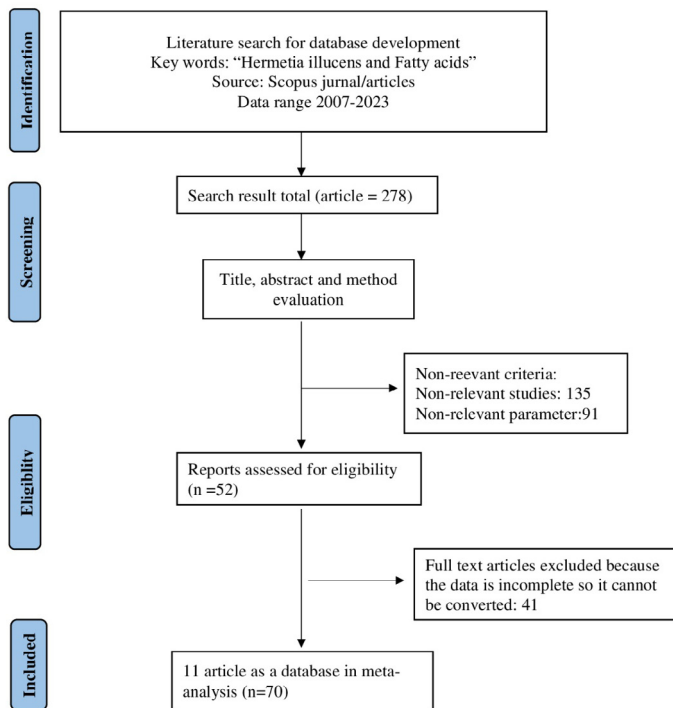 Identification
Literature search for database development
Key words: “Hermetia illucens and Fatty acids”
Source: Scopus jurnal/articles
Data range 2007-2023
Screening
Search result total (article = 278)
Title, abstract and method
evaluation
Non-reevant criteria:
Non-relevant studies: 135
Non-relevant parameter:91
Eligiblity
Reports assessed for eligibility
(n =52)
Full text articles excluded because
the data is incomplete so it cannot
be converted: 41
Included
11 article as a database in meta-
analysis (n=70)